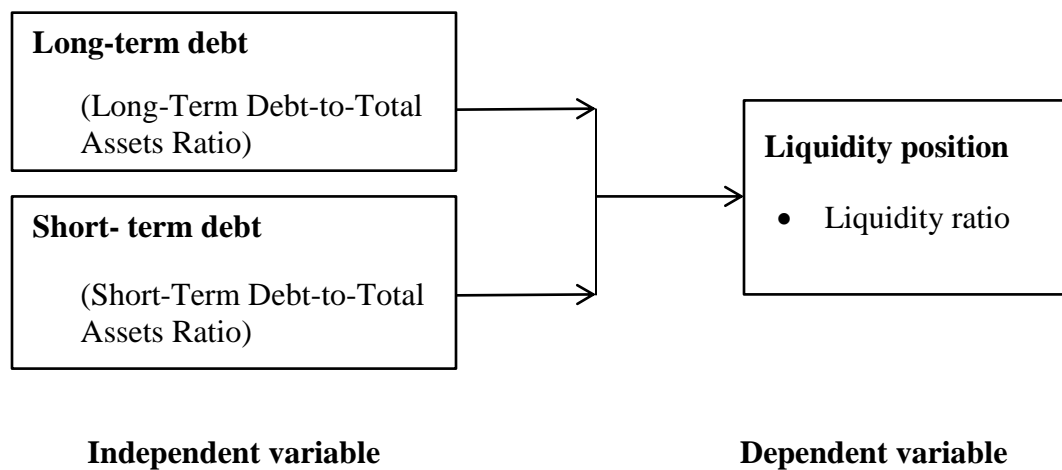 Long-term debt
(Long-Term Debt-to-Total
Assets Ratio)
Short- term debt
(Short-Term Debt-to-Total
Assets Ratio)
Liquidity position
• Liquidity ratio
Independent variable
Dependent variable